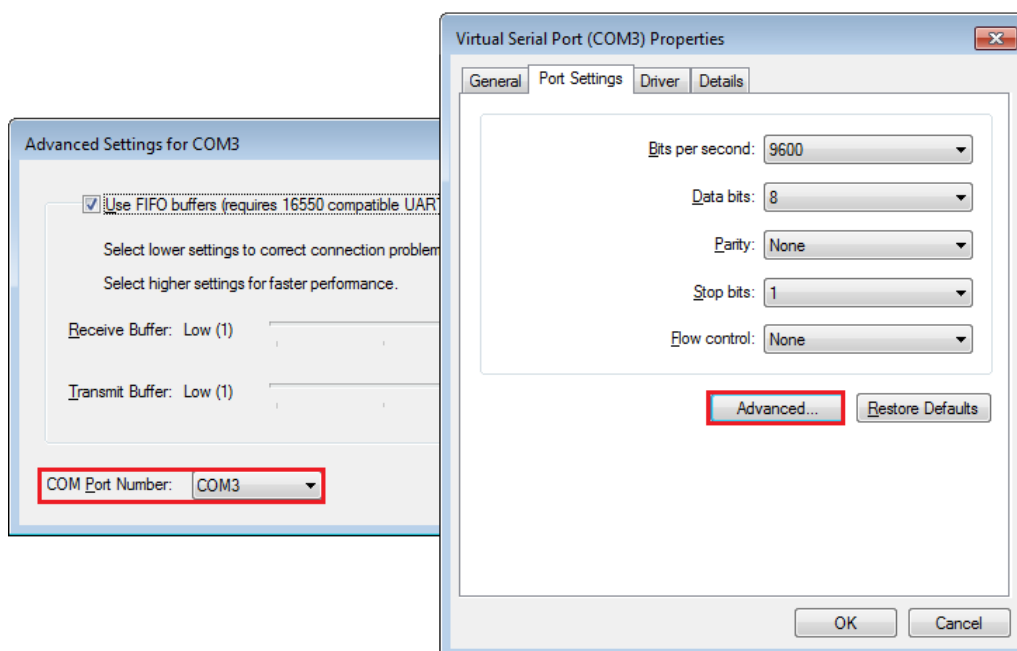 Virtual Serial Port (COM3) Properties
General Port Settings Driver Details
Bits per second: 9600
Data bits: 8
Parity: None
Stop bits: 1
Flow control: None
Advanced... Restore Defaults
OK Cancel
Advanced Settings for COM3
Use FIFO buffers (requires 16550 compatible UART
Select lower settings to correct connection problem
Select higher settings for faster performance.
Receive Buffer: Low (1)
Transmit Buffer: Low (1)
COM Port Number: COM3